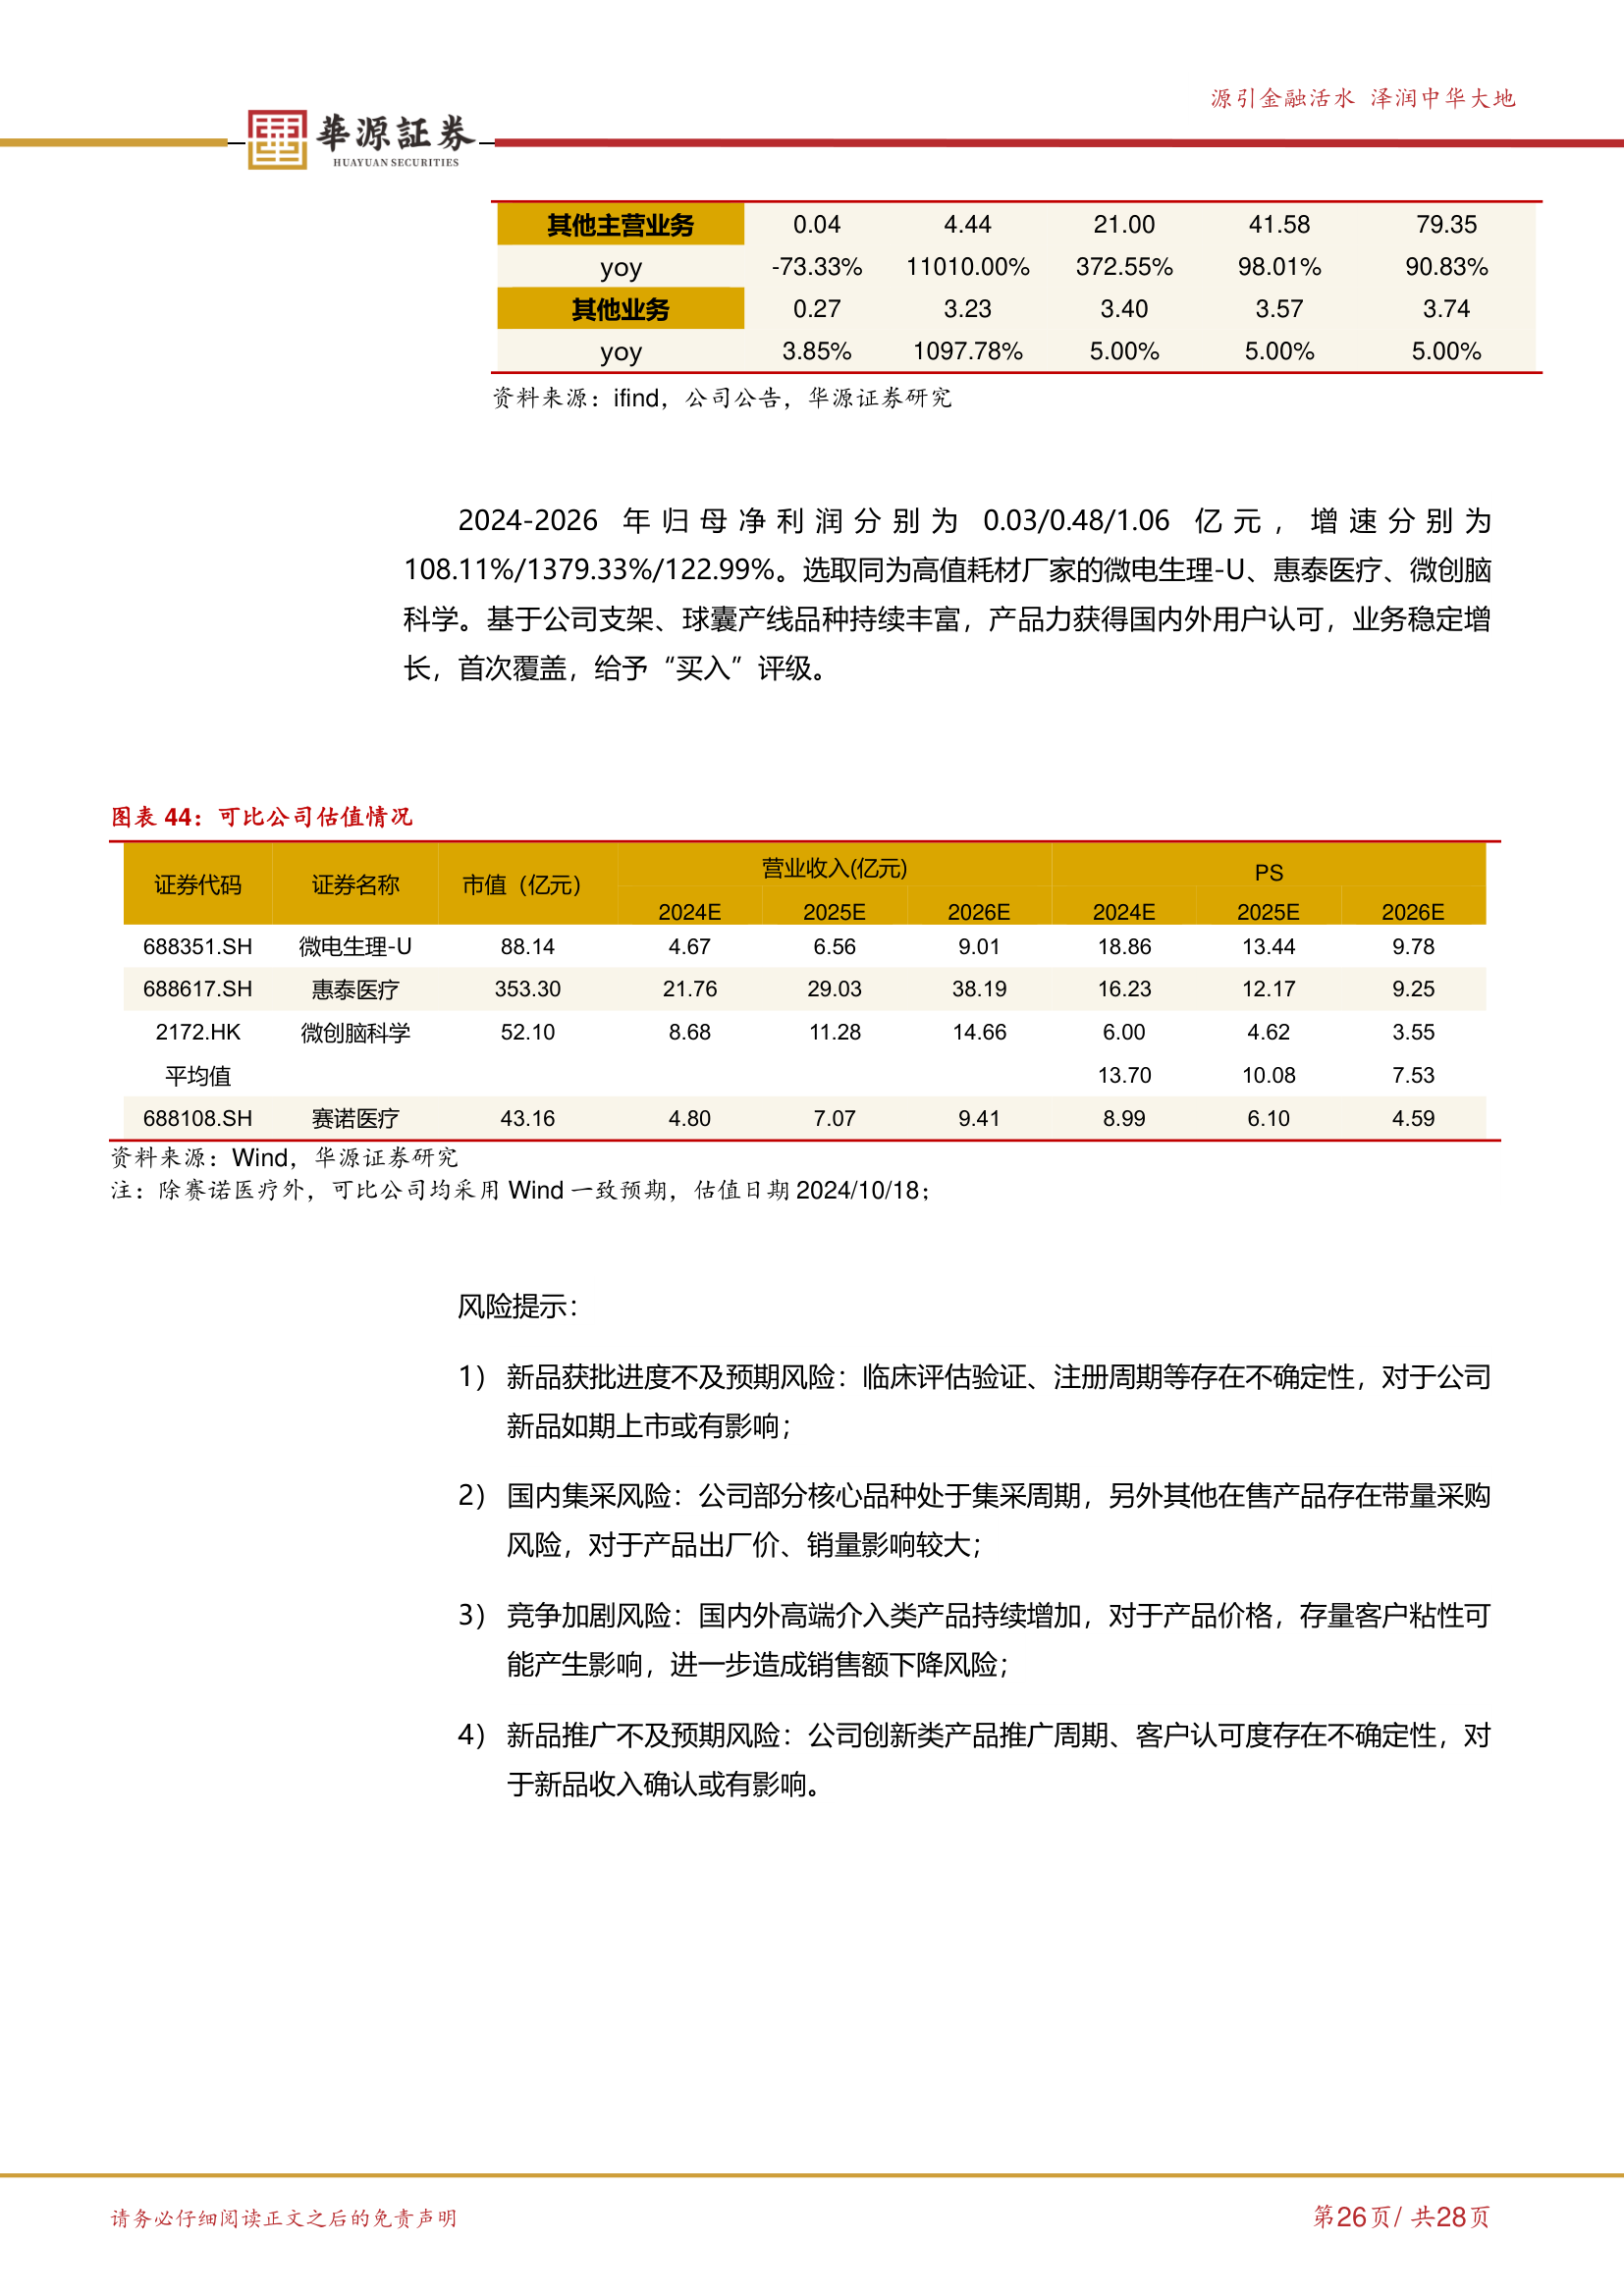 源引金融活水 泽润中华大地
華源証券
HUAYUAN SECURITIES
其他主营业务 0.04 4.44 21.00 41.58 79.35
yoy -73.33% 11010.00% 372.55% 98.01% 90.83%
其他业务 0.27 3.23 3.40 3.57 3.74
yoy 3.85% 1097.78% 5.00% 5.00% 5.00%
资料来源：ifind，公司公告，华源证券研究
2024-2026 年归母净利润分别为 0.03/0.48/1.06 亿元，增速分别为
108.11%/1379.33%/122.99%。选取同为高值耗材厂家的微电生理-U、惠泰医疗、微创脑
科学。基于公司支架、球囊产线品种持续丰富，产品力获得国内外用户认可，业务稳定增
长，首次覆盖，给予“买入”评级。
图表 44：可比公司估值情况
证券代码 证券名称 市值（亿元） 营业收入(亿元) PS
2024E 2025E 2026E 2024E 2025E 2026E
688351.SH 微电生理-U 88.14 4.67 6.56 9.01 18.86 13.44 9.78
688617.SH 惠泰医疗 353.30 21.76 29.03 38.19 16.23 12.17 9.25
2172.HK 微创脑科学 52.10 8.68 11.28 14.66 6.00 4.62 3.55
平均值 13.70 10.08 7.53
688108.SH 赛诺医疗 43.16 4.80 7.07 9.41 8.99 6.10 4.59
资料来源：Wind，华源证券研究
注：除赛诺医疗外，可比公司均采用 Wind 一致预期，估值日期 2024/10/18；
风险提示：
1） 新品获批进度不及预期风险：临床评估验证、注册周期等存在不确定性，对于公司
新品如期上市或有影响；
2） 国内集采风险：公司部分核心品种处于集采周期，另外其他在售产品存在带量采购
风险，对于产品出厂价、销量影响较大；
3） 竞争加剧风险：国内外高端介入类产品持续增加，对于产品价格，存量客户粘性可
能产生影响，进一步造成销售额下降风险；
4） 新品推广不及预期风险：公司创新类产品推广周期、客户认可度存在不确定性，对
于新品收入确认或有影响。
请务必仔细阅读正文之后的免责声明
第26页/ 共28页